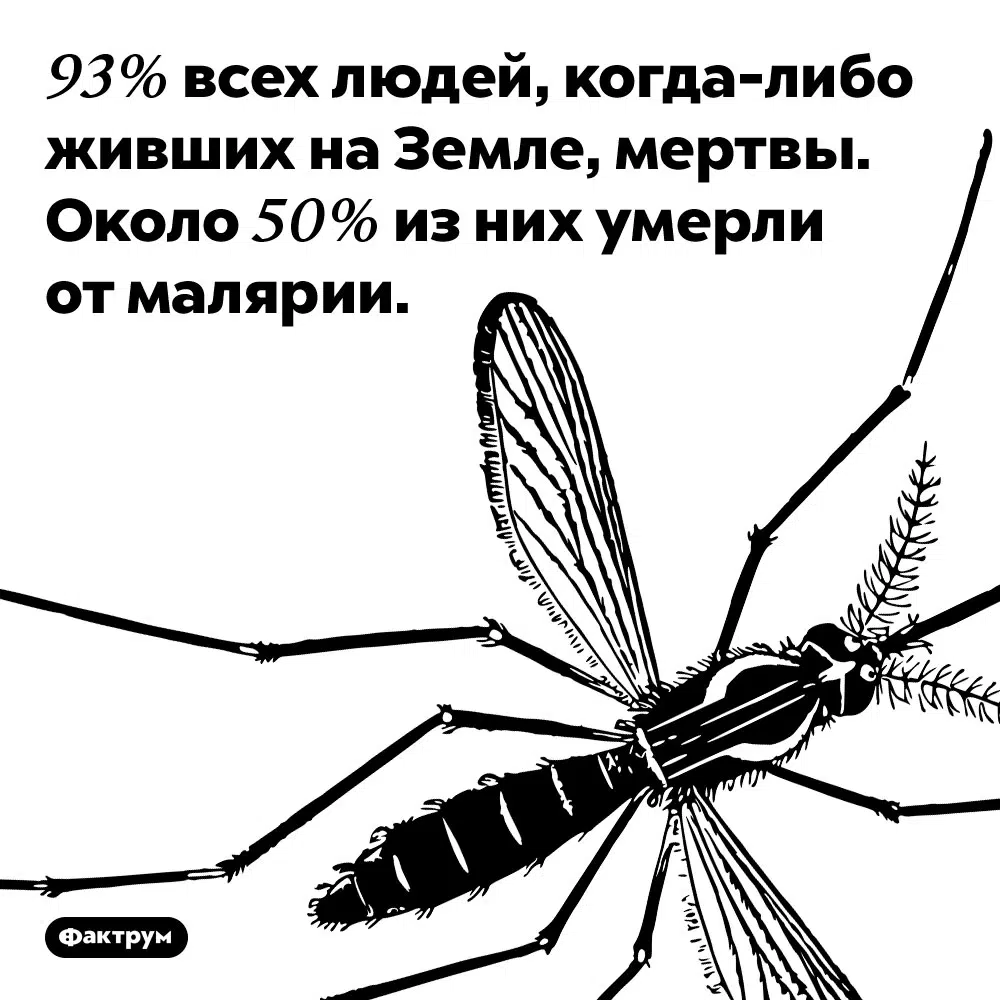 93% всех людей, когда-либо
живших на Земле, мертвы.
Около 50% из них умерли
от малярии.
Фактрум